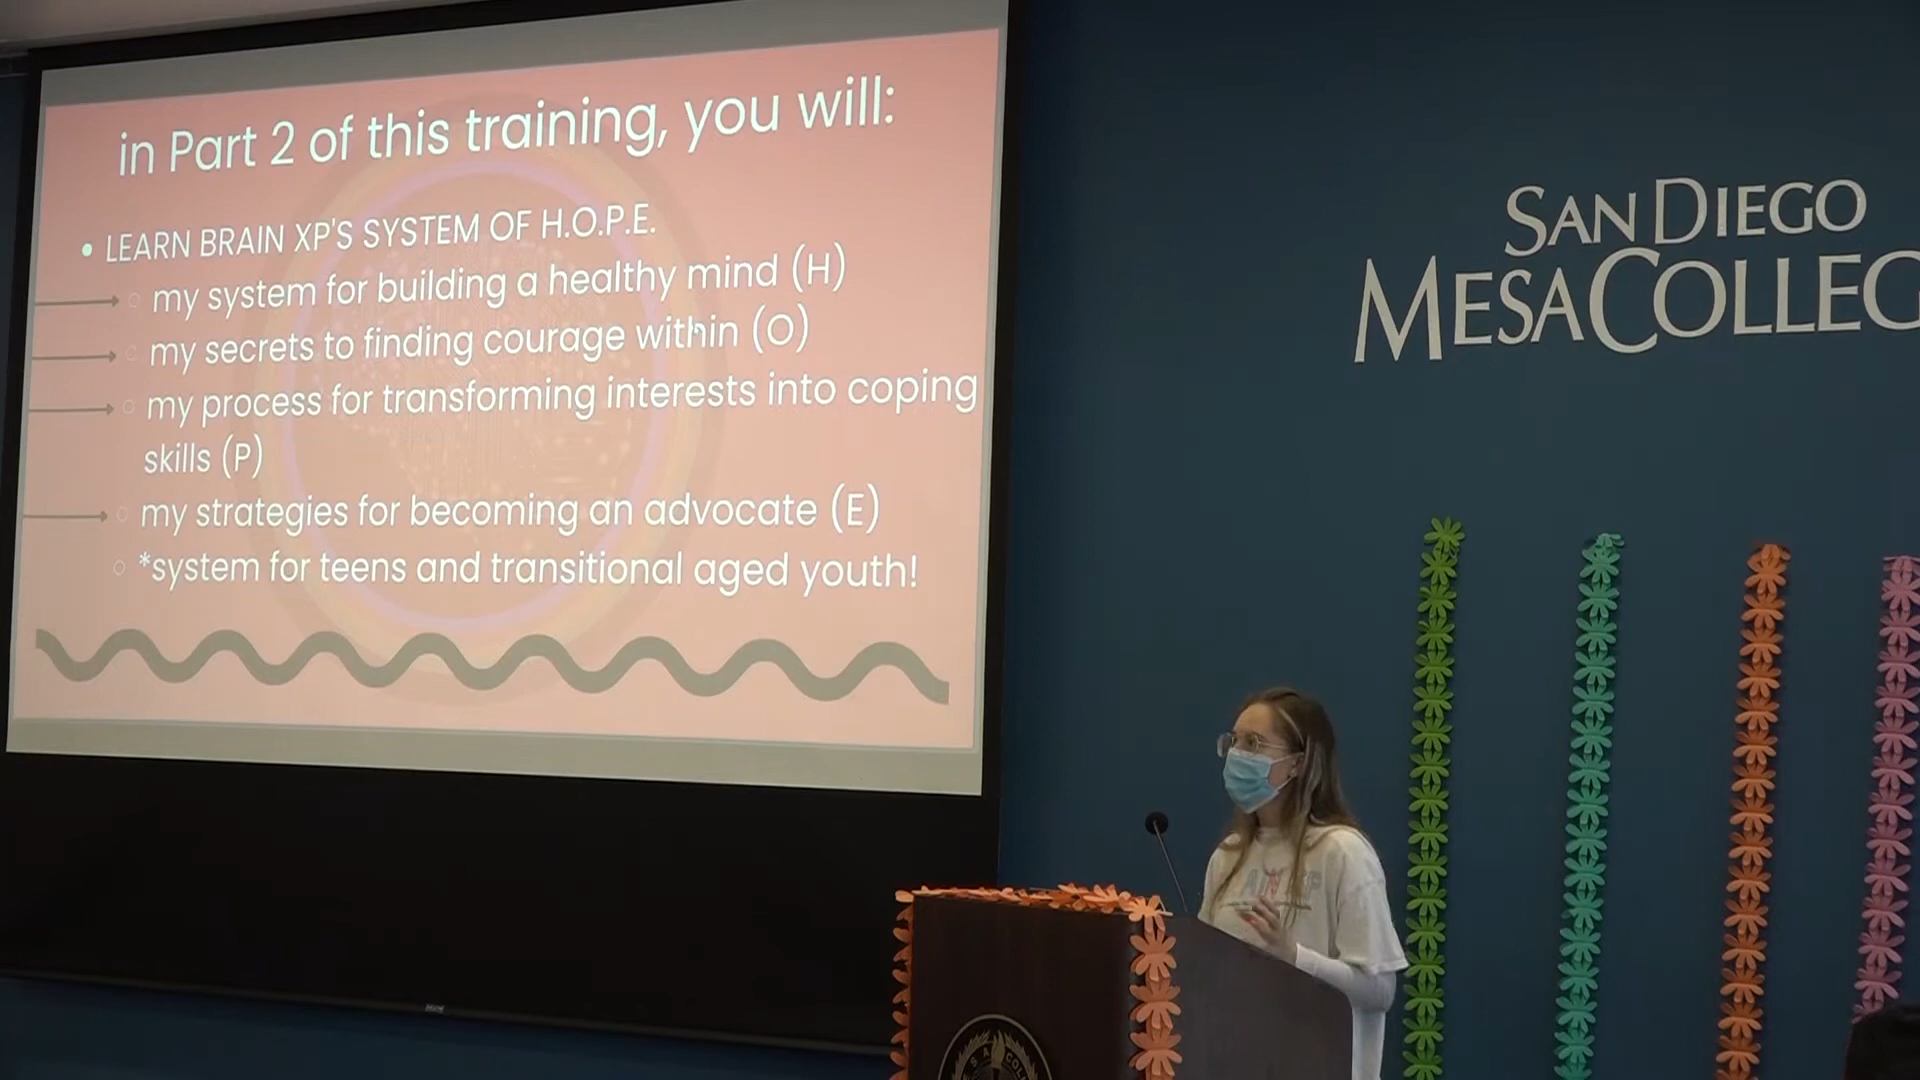 in Part 2 of this training, you will:
• LEARN BRAIN XP'S SYSTEM OF H.O.P.E.
○ my system for building a healthy mind (H)
○ my secrets to finding courage within (O)
○ my process for transforming interests into coping
skills (P)
○ my strategies for becoming an advocate (E)
○ *system for teens and transitional aged youth!
SAN DIEGO
MESA COLLEG